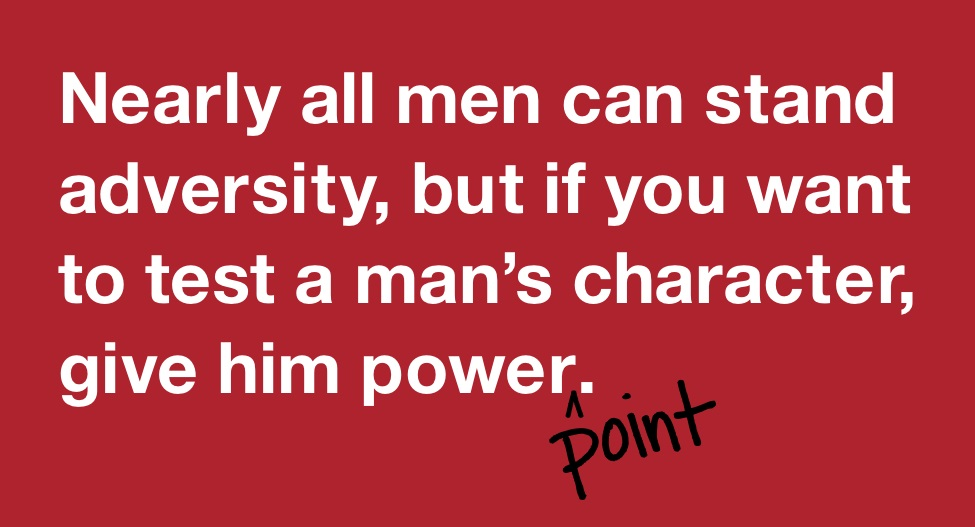 Nearly all men can stand
adversity, but if you want
to test a man’s character,
give him power.
^
point